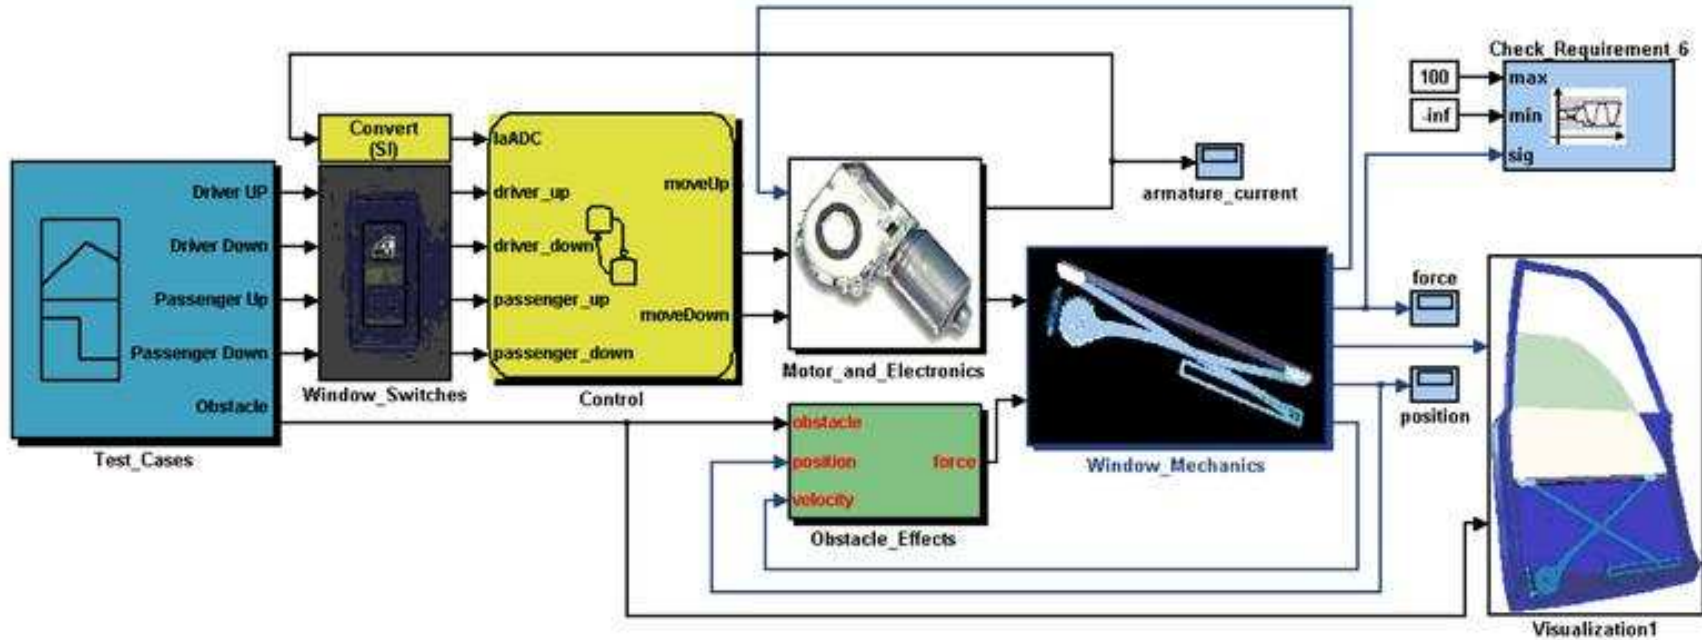 Check_Requirement_6
100
max
-inf
min
sig
Convert
(SI)
IaADC
Driver UP
driver_up
moveUp
armature_current
Driver Down
driver_down
Passenger Up
passenger_up
moveDown
Passenger Down
passenger_down
Obstacle
Window_Switches
Control
Motor_and_Electronics
force
position
Test_Cases
obstacle
position
force
velocity
Window_Mechanics
Obstacle_Effects
Visualization1